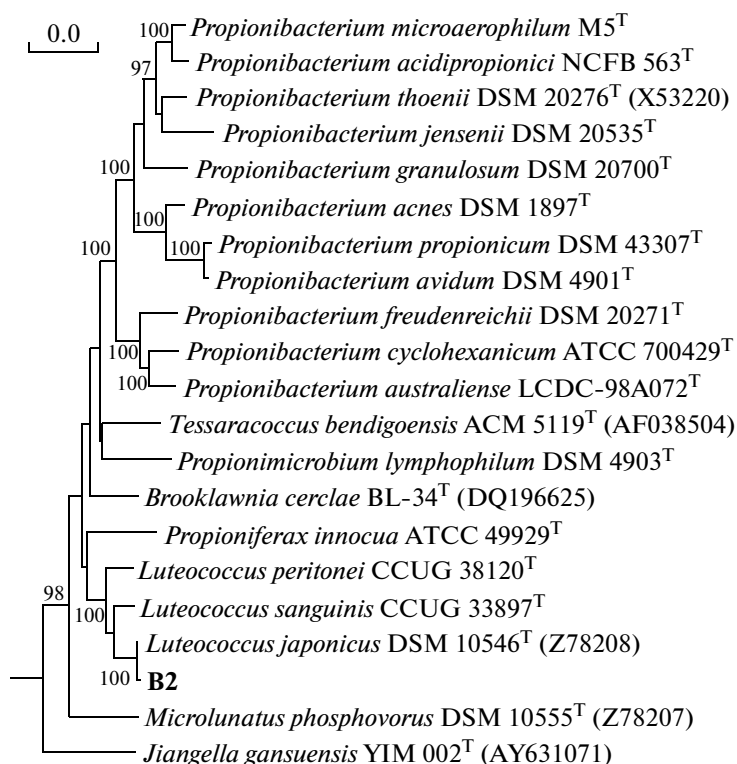 0.0
100 Propionibacterium microaerophilum M5ᵀ
Propionibacterium acidipropionici NCFB 563ᵀ
97
Propionibacterium thoenii DSM 20276ᵀ (X53220)
Propionibacterium jensenii DSM 20535ᵀ
100 Propionibacterium granulosum DSM 20700ᵀ
Propionibacterium acnes DSM 1897ᵀ
100
100 100 Propionibacterium propionicum DSM 43307ᵀ
Propionibacterium avidum DSM 4901ᵀ
Propionibacterium freudenreichii DSM 20271ᵀ
100 Propionibacterium cyclohexanicum ATCC 700429ᵀ
100 Propionibacterium australiense LCDC-98A072ᵀ
Tessaracoccus bendigoensis ACM 5119ᵀ (AF038504)
Propionimicrobium lymphophilum DSM 4903ᵀ
Brooklawnia cerclae BL-34ᵀ (DQ196625)
Propioniferax innocua ATCC 49929ᵀ
Luteococcus peritonei CCUG 38120ᵀ
98
100 Luteococcus sanguinis CCUG 33897ᵀ
Luteococcus japonicus DSM 10546ᵀ (Z78208)
100 B2
Microlunatus phosphovorus DSM 10555ᵀ (Z78207)
Jiangella gansuensis YIM 002ᵀ (AY631071)